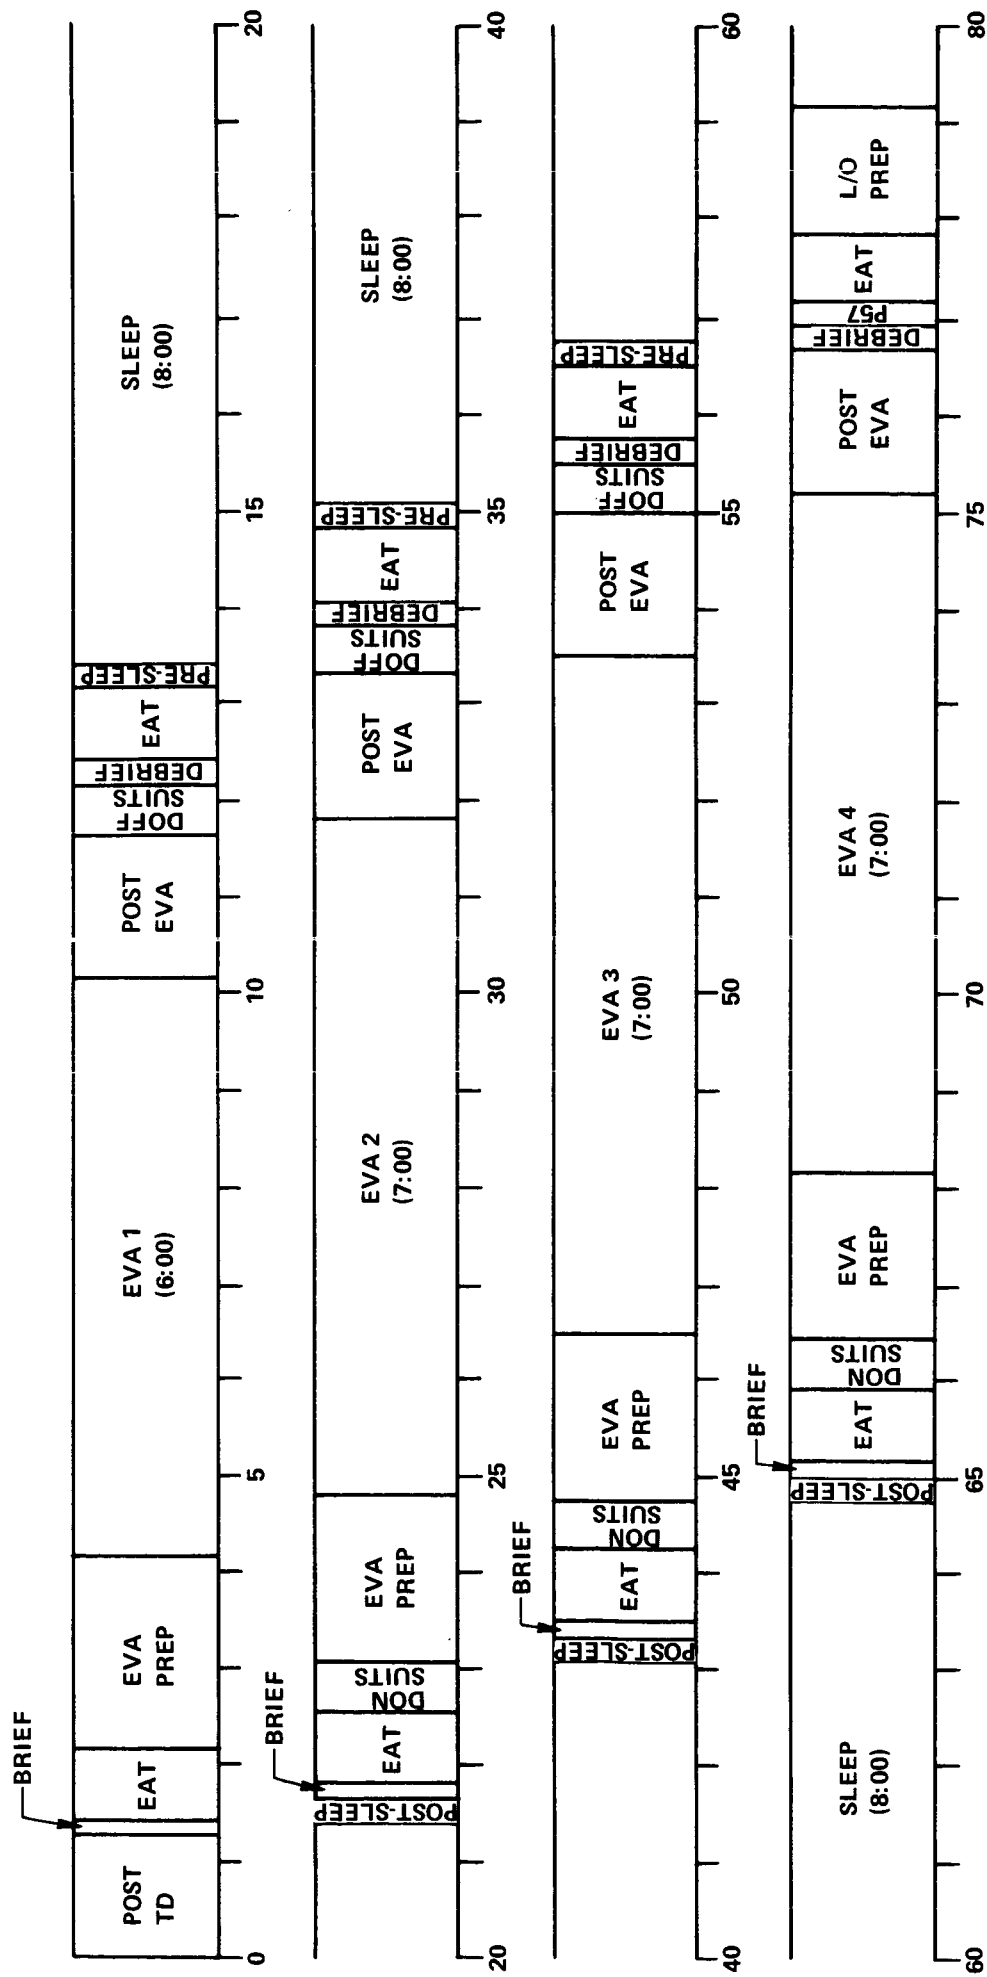 BRIEF
POST
TD
EAT
EVA
PREP
EVA 1
(6:00)
POST
EVA
DOFF
SUITS
DEBRIEF
EAT
PRE-SLEEP
SLEEP
(8:00)
0
5
10
15
20
BRIEF
POST-SLEEP
EAT
DON
SUITS
EVA
PREP
EVA 2
(7:00)
POST
EVA
DOFF
SUITS
DEBRIEF
EAT
PRE-SLEEP
SLEEP
(8:00)
20
25
30
35
40
BRIEF
POST-SLEEP
EAT
DON
SUITS
EVA
PREP
EVA 3
(7:00)
POST
EVA
DOFF
SUITS
DEBRIEF
EAT
PRE-SLEEP
40
45
50
55
60
BRIEF
SLEEP
(8:00)
POST-SLEEP
EAT
DON
SUITS
EVA
PREP
EVA 4
(7:00)
POST
EVA
DEBRIEF
P57
EAT
L/O
PREP
60
65
70
75
80